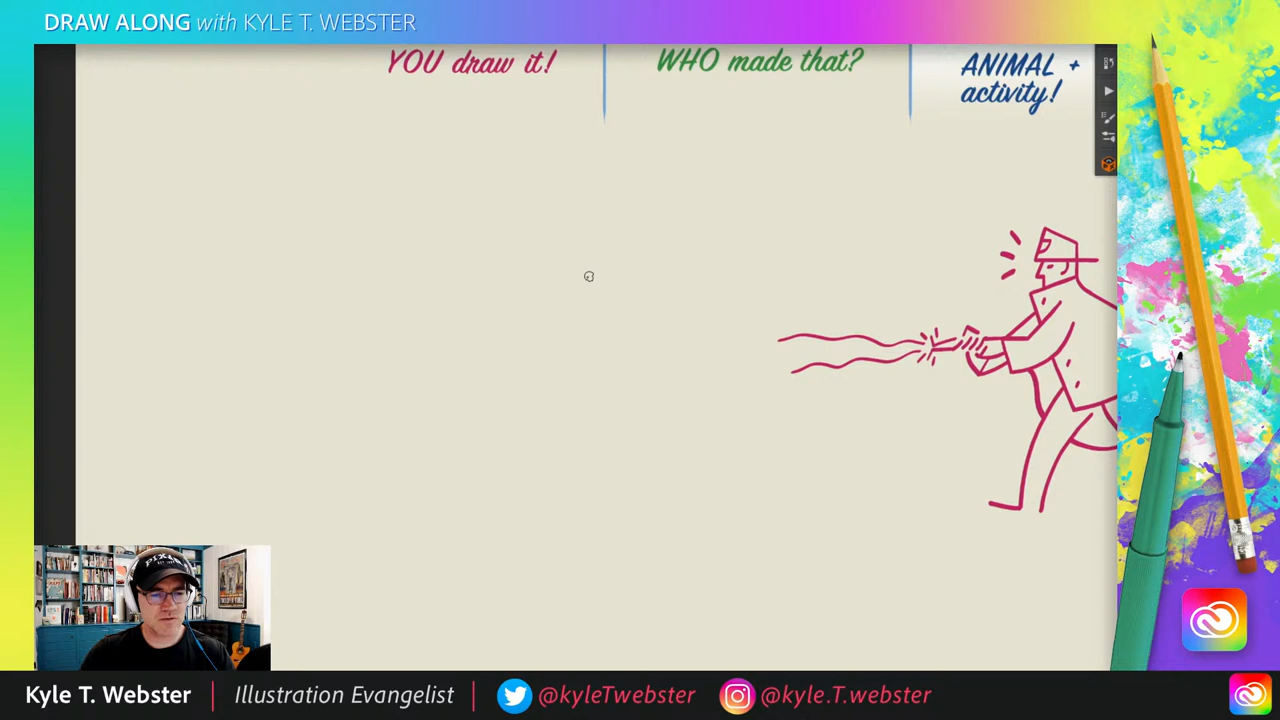 DRAW ALONG with KYLE T. WEBSTER
YOU draw it!
WHO made that?
ANIMAL +
activity!
Kyle T. Webster | Illustration Evangelist | @kyleTwebster @kyle.T.webster